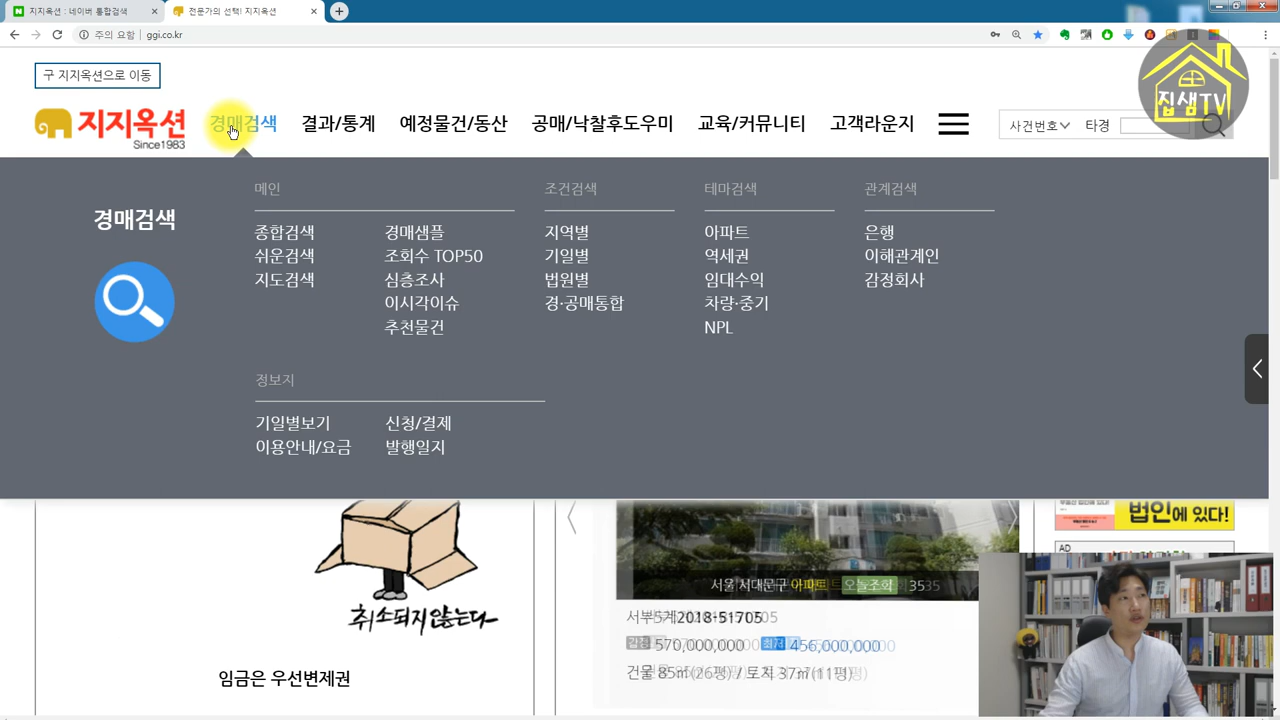 지지옥션 : 네이버 통합검색
전문가의 선택! 지지옥션
주의 요함 | ggi.co.kr
구 지지옥션으로 이동
지지옥션
Since1983
경매검색 결과/통계 예정물건/동산 공매/낙찰후도우미 교육/커뮤니티 고객라운지
사건번호 타경
집샘TV
경매검색
메인
종합검색 경매샘플
쉬운검색 조회수 TOP50
지도검색 심층조사
이시각이슈
추천물건
조건검색
지역별
기일별
법원별
경·공매통합
테마검색
아파트
역세권
임대수익
차량·중기
NPL
관계검색
은행
이해관계인
감정회사
정보지
기일별보기 신청/결제
이용안내/요금 발행일지
취소되지않는다
임금은 우선변제권
서울 서대문구 아파트 오늘조회
2018-51705
570,000,000 최저 456,000,000
건물 85㎡(26평) / 토지 37㎡(11평)
법인에 있다!
AD